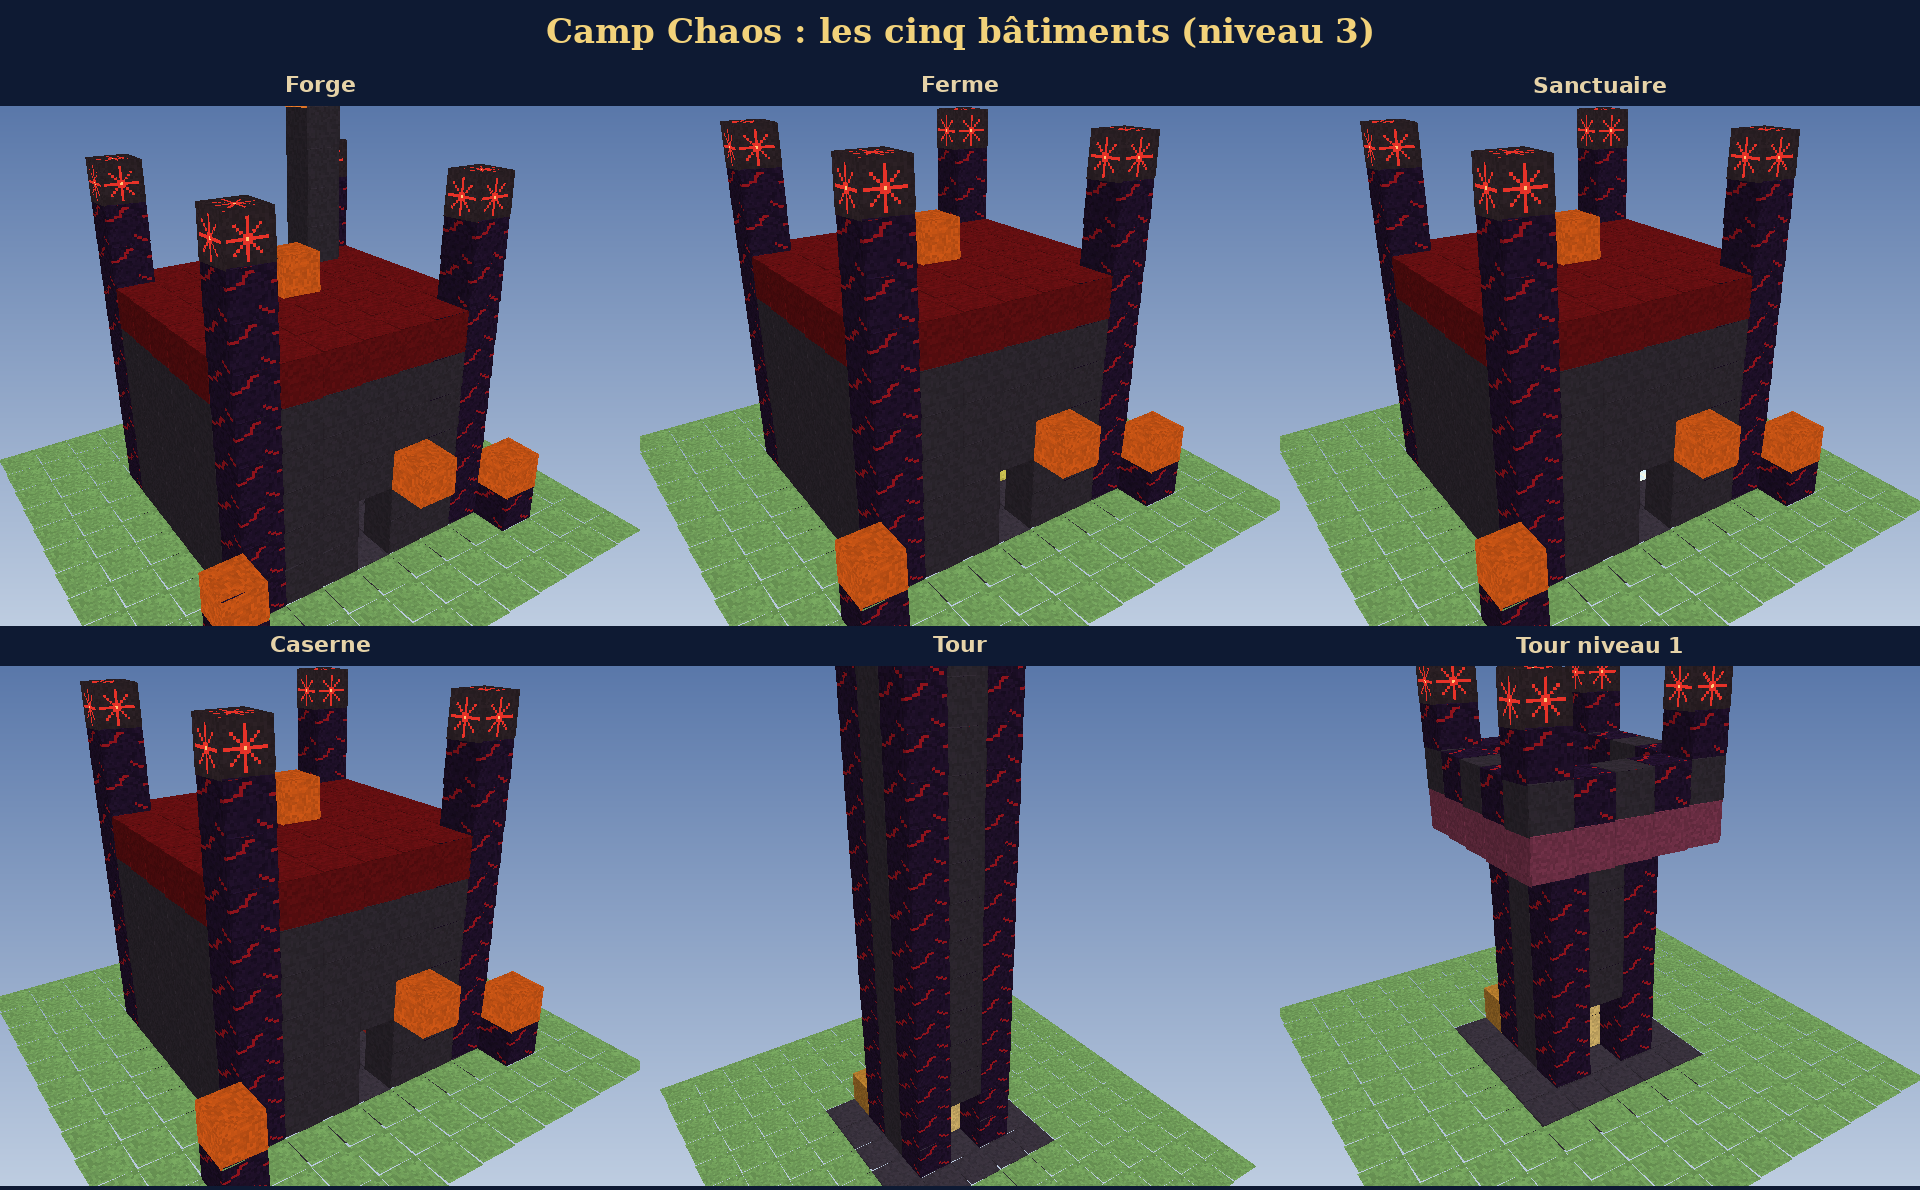 Camp Chaos : les cinq bâtiments (niveau 3)
Forge
Ferme
Sanctuaire
Caserne
Tour
Tour niveau 1